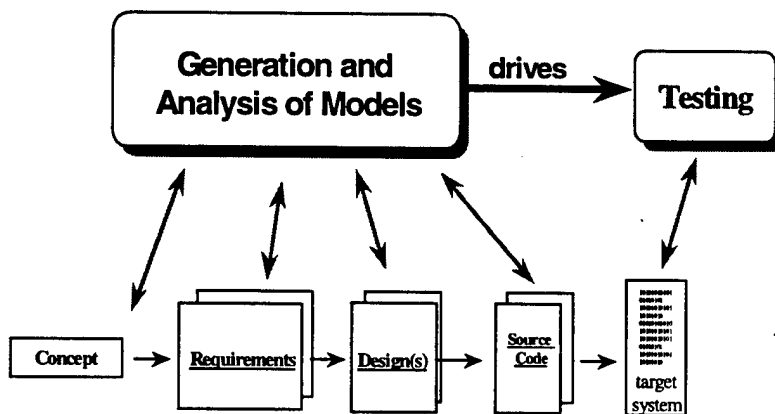 Generation and
Analysis of Models
drives
Testing
Concept
Requirements
Design(s)
Source
Code
target
system